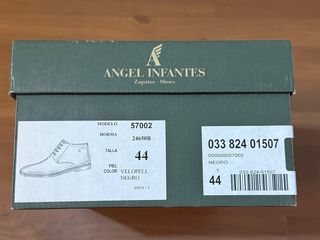 ANGEL INFANTES
Zapatos - Shoes
MODELO 57002
HORMA 24650B
TALLA 44
PIEL VELOPELL
COLOR NEGRO
033 824 01507
000000057002
NEGRO
T
44
033-824-01507